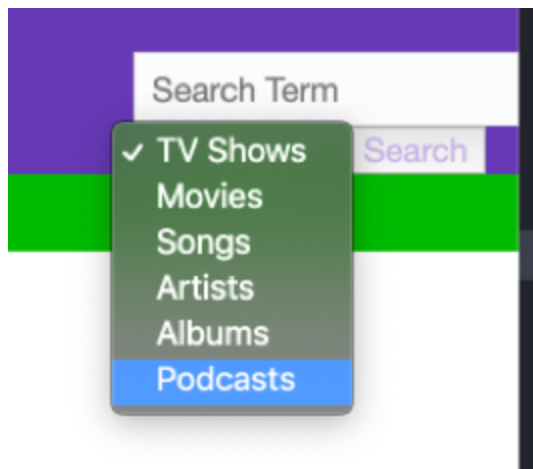 Search Term
✓ TV Shows
Search
Movies
Songs
Artists
Albums
Podcasts